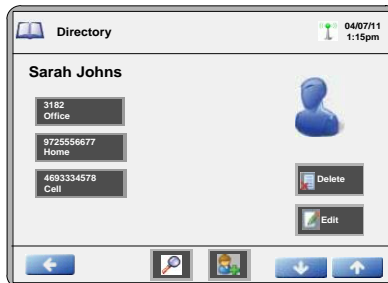 Directory
04/07/11
1:15pm
Sarah Johns
3182
Office
9725556677
Home
4693334578
Cell
Delete
Edit